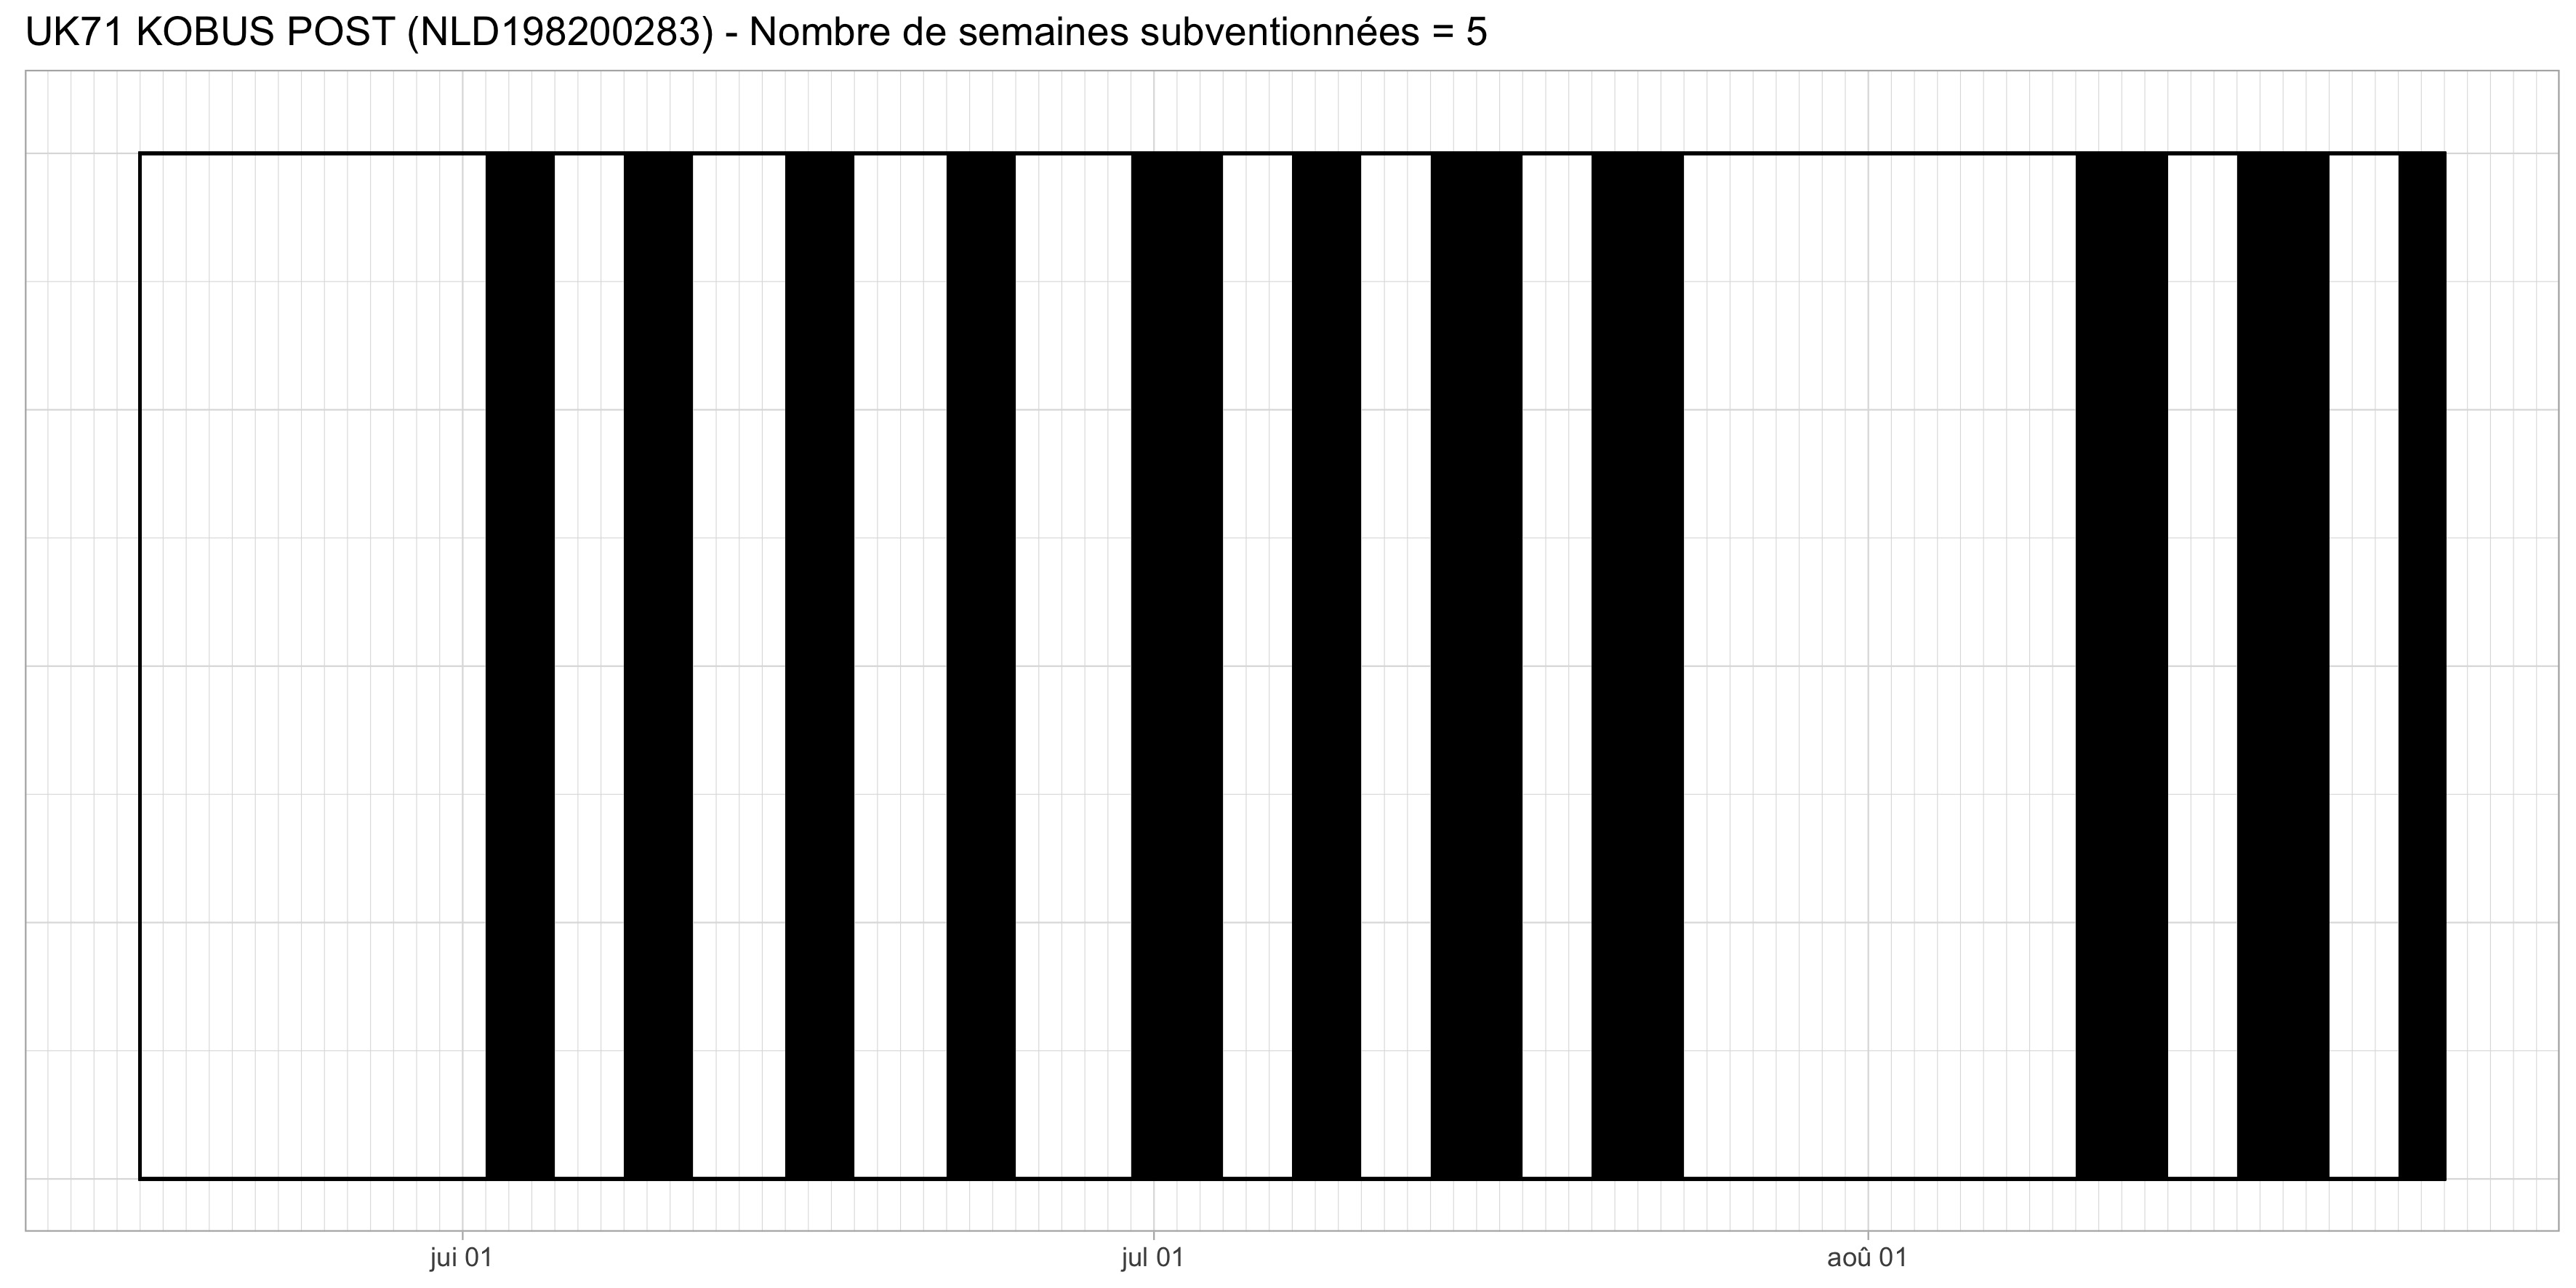 UK71 KOBUS POST (NLD198200283) - Nombre de semaines subventionnées = 5
jui 01
jul 01
aoû 01